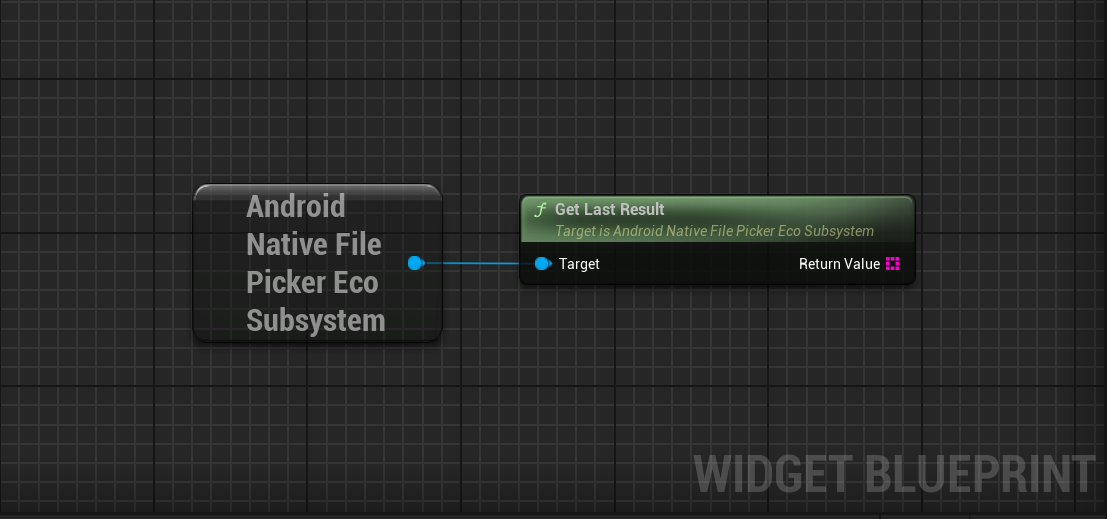 Android
Native File
Picker Eco
Subsystem
Get Last Result
Target is Android Native File Picker Eco Subsystem
Target
Return Value
WIDGET BLUEPRINT